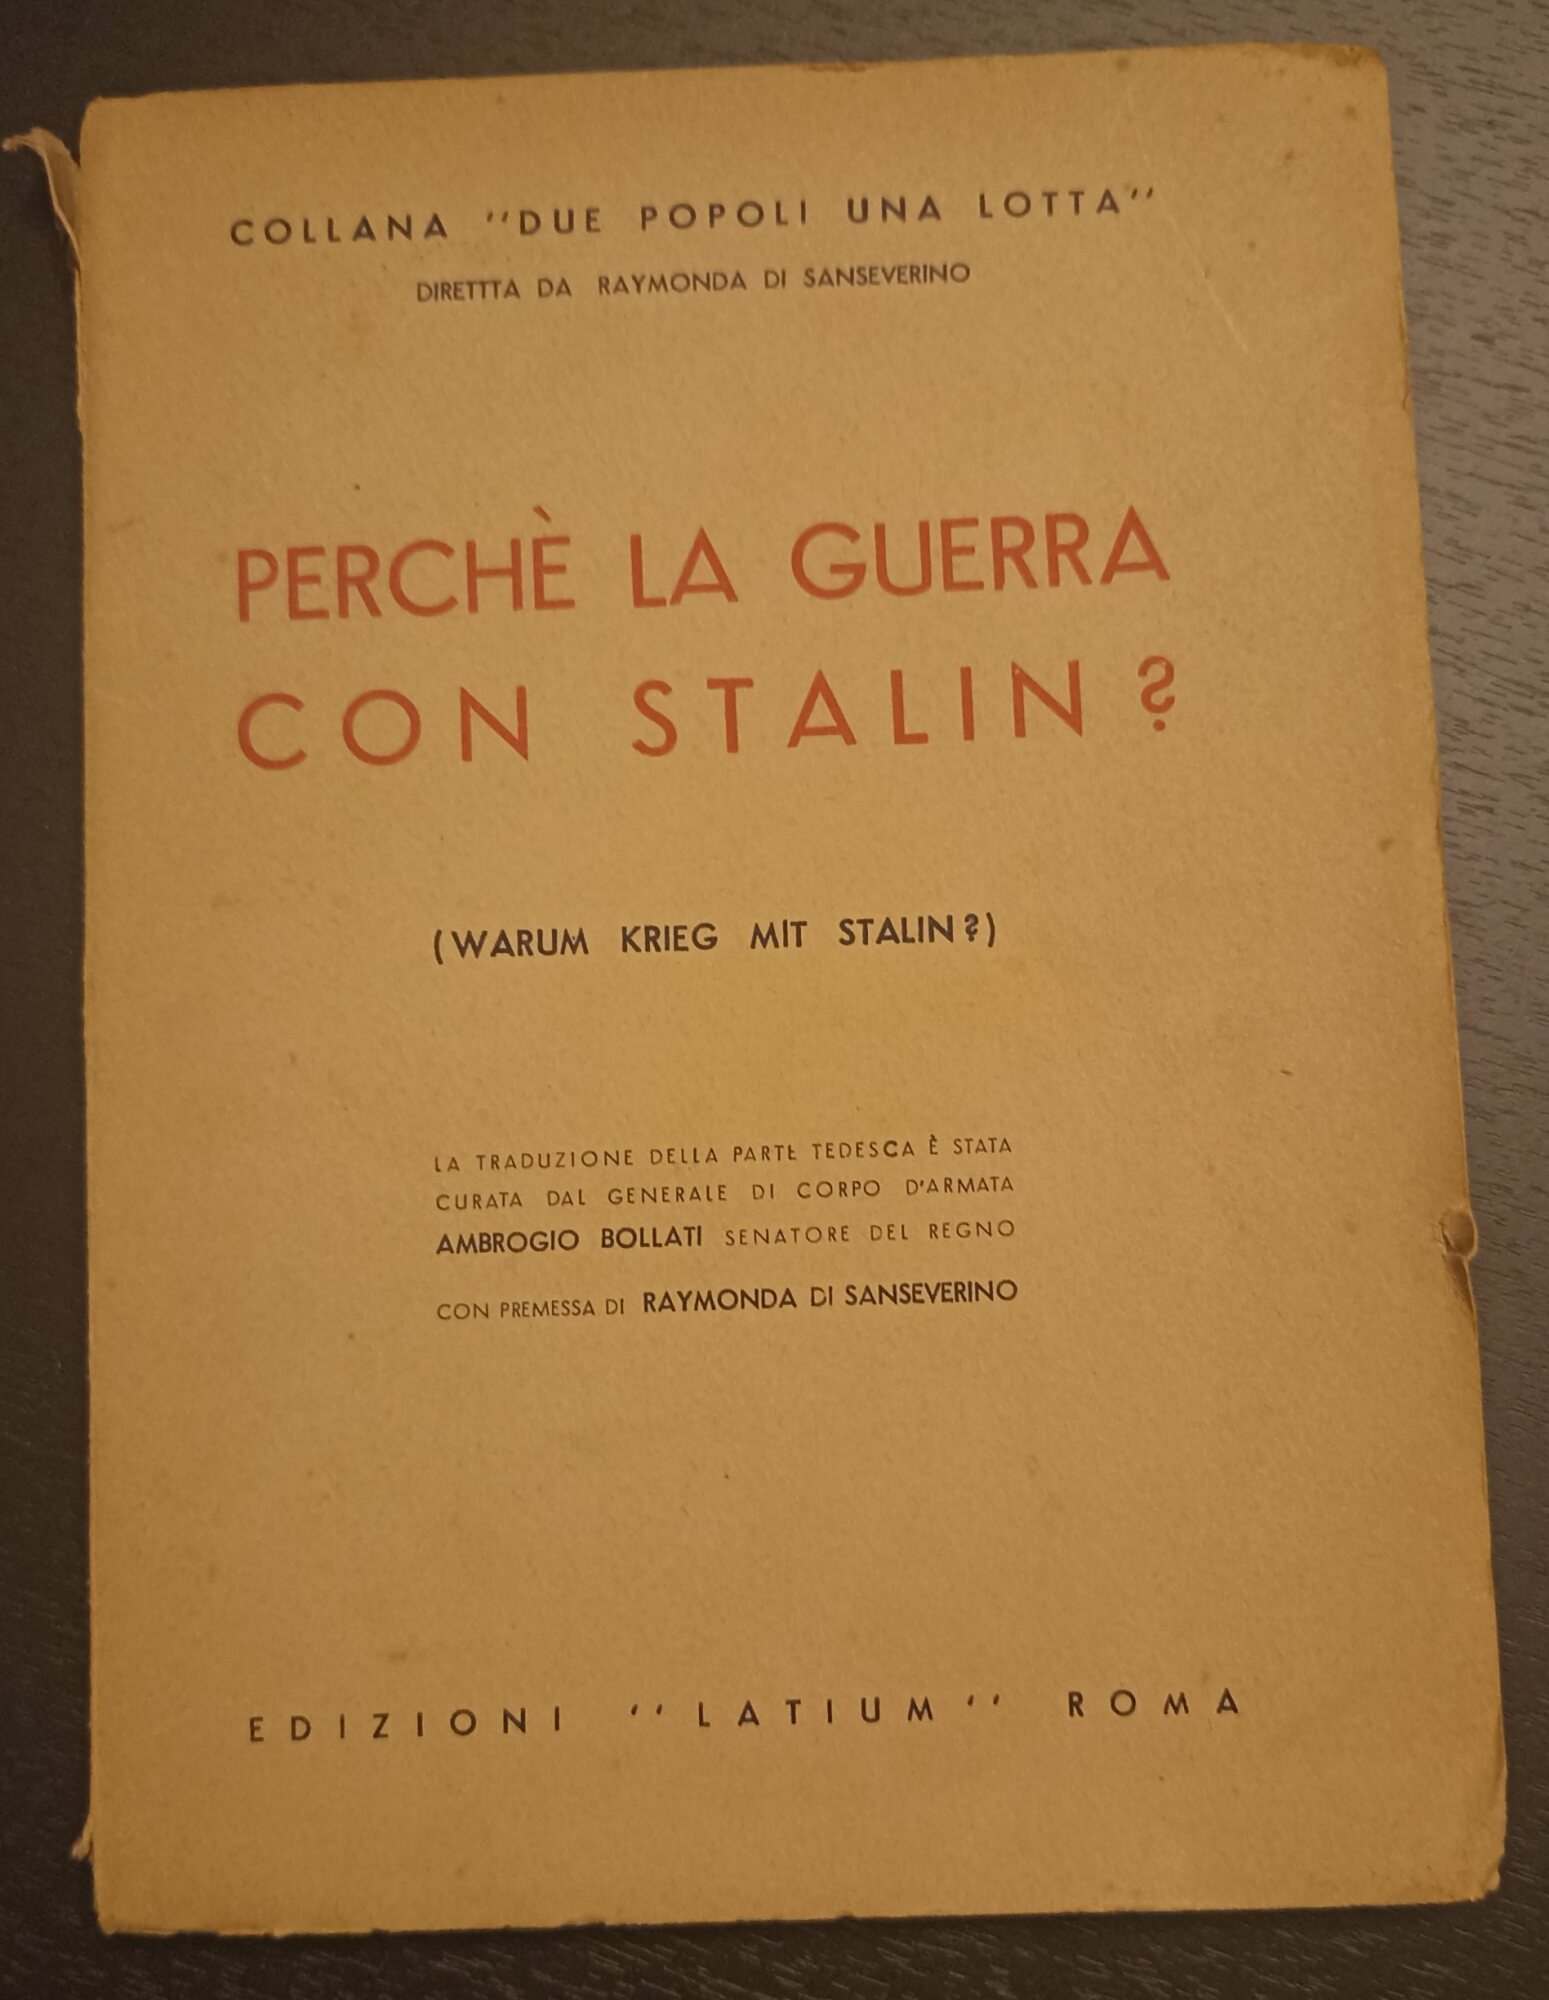 COLLANA "DUE POPOLI UNA LOTTA"
DIRETTTA DA RAYMONDA DI SANSEVERINO
PERCHÈ LA GUERRA
CON STALIN?
(WARUM KRIEG MIT STALIN?)
LA TRADUZIONE DELLA PARTE TEDESCA È STATA
CURATA DAL GENERALE DI CORPO D'ARMATA
AMBROGIO BOLLATI SENATORE DEL REGNO
CON PREMESSA DI RAYMONDA DI SANSEVERINO
EDIZIONI "LATIUM" ROMA